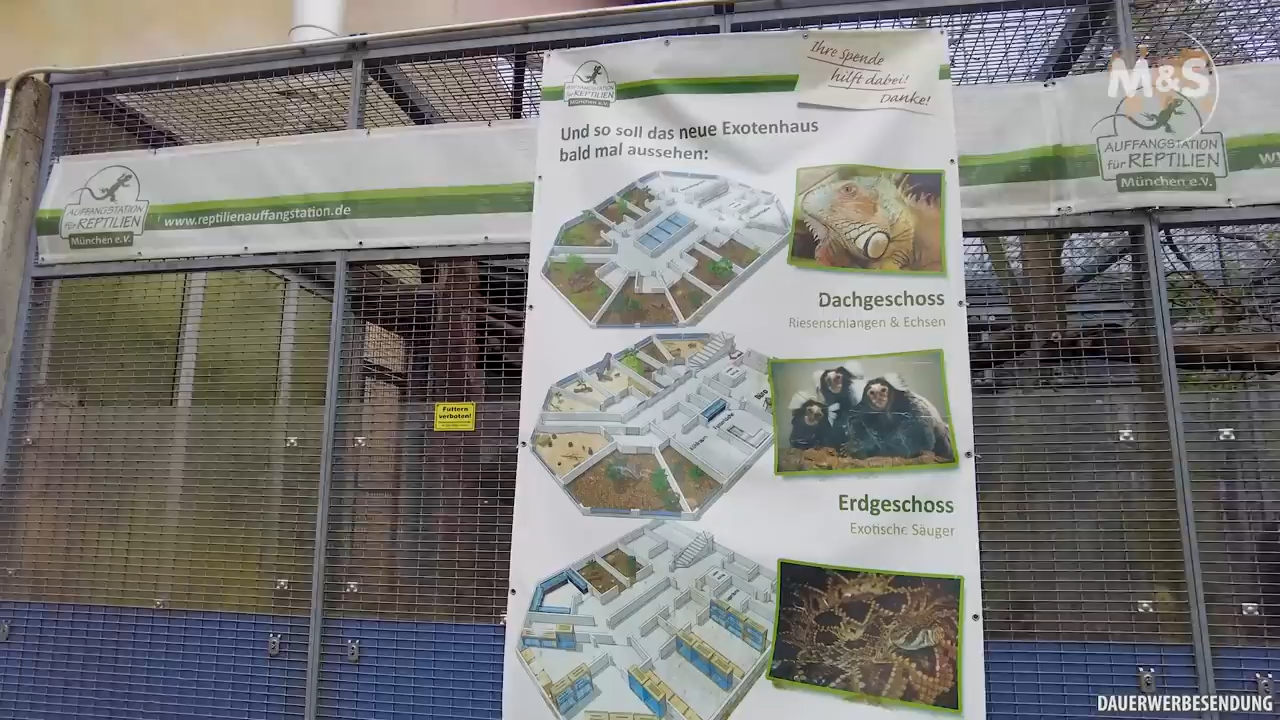 Ihre Spende
hilft dabei!
Danke!
M&S
AUFFANGSTATION
für REPTILIEN
München e.V.
Und so soll das neue Exotenhaus
bald mal aussehen:
AUFFANGSTATION
für REPTILIEN
München e.V.
www.reptilienauffangstation.de
AUFFANGSTATION
für REPTILIEN
München e.V.
Dachgeschoss
Riesenschlangen & Echsen
Füttern
verboten!
Büro
Erdgeschoss
Exotische Säuger
DAUERWERBESENDUNG